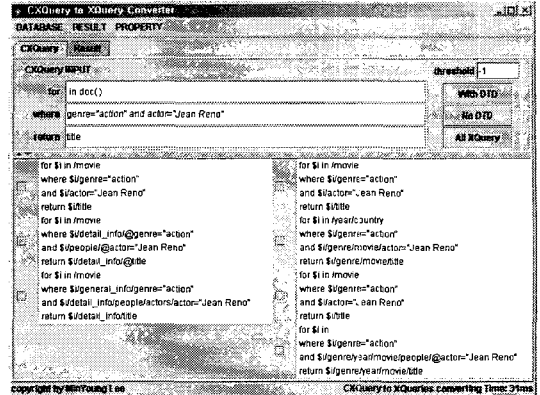 CXQuery to XQuery Converter
DATABASE RESULT PROPERTY
CXQuery Result
CXQuery INPUT
threshold -1
for in doc()
With DTD
where genre="action" and actor="Jean Reno"
No DTD
return title
All XQuery
for $i in /movie
where $i/genre="action"
and $i/actor="Jean Reno"
return $i/title
for $i in /movie
where $i/detail_info/@genre="action"
and $i/people/@actor="Jean Reno"
return $i/detail_info/@title
for $i in /movie
where $i/general_info/genre="action"
and $i/detail_info/people/actors/actor="Jean Reno"
return $i/detail_info/title
for $i in /movie
where $i/genre="action"
and $i/actor="Jean Reno"
return $i/title
for $i in /year/country
where $i/genre="action"
and $i/genre/movie/actor="Jean Reno"
return $i/genre/movie/title
for $i in /movie
where $i/genre="action"
and $i/actor="Jean Reno"
return $i/title
for $i in
where $i/genre="action"
and $i/genre/year/movie/people/@actor="Jean Reno"
return $i/genre/year/movie/title
copyright by MinYoung Lee
CXQuery to XQueries converting Time: 31ms